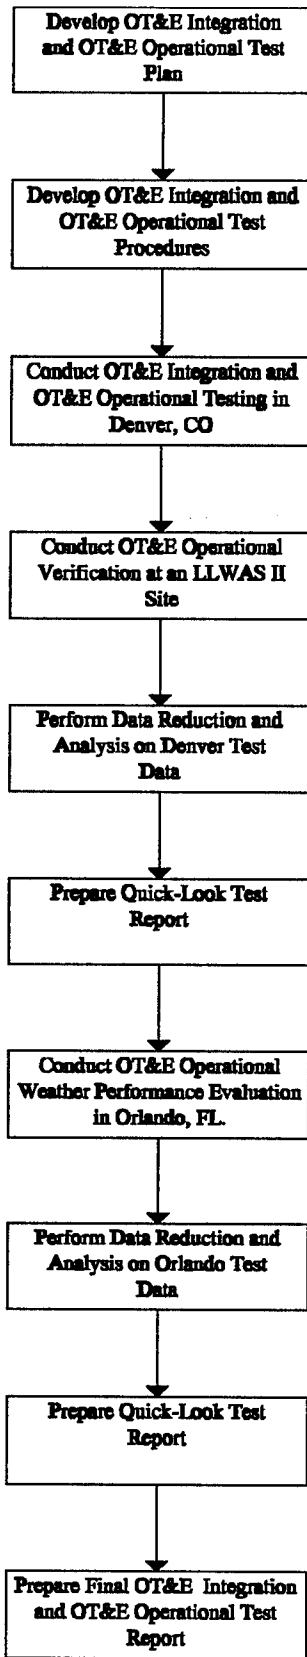 Develop OT&E Integration
and OT&E Operational Test
Plan
Develop OT&E Integration and
OT&E Operational Test
Procedures
Conduct OT&E Integration and
OT&E Operational Testing in
Denver, CO
Conduct OT&E Operational
Verification at an LLWAS II
Site
Perform Data Reduction and
Analysis on Denver Test
Data
Prepare Quick-Look Test
Report
Conduct OT&E Operational
Weather Performance Evaluation
in Orlando, FL.
Perform Data Reduction and
Analysis on Orlando Test
Data
Prepare Quick-Look Test
Report
Prepare Final OT&E Integration
and OT&E Operational Test
Report